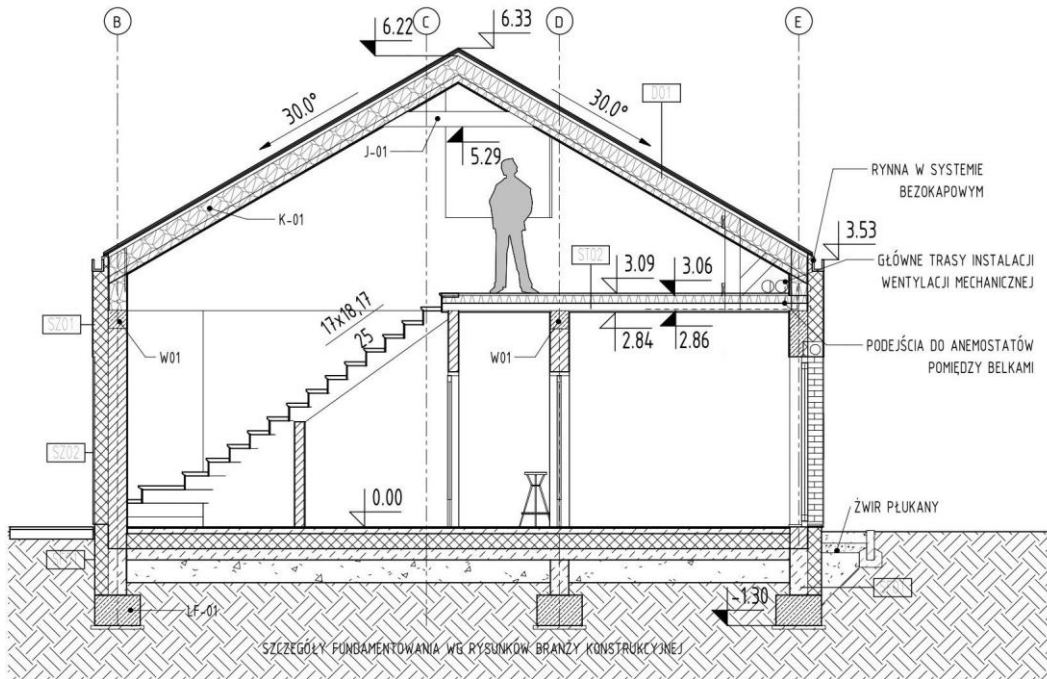 B
C
D
E
6.22
6.33
30.0°
30.0°
D01
J-01
5.29
RYNNA W SYSTEMIE
BEZOKAPOWYM
K-01
3.53
ST02
3.09
3.06
GŁÓWNE TRASY INSTALACJI
WENTYLACJI MECHANICZNEJ
SZ01
W01
17x18,17
25
W01
2.84
2.86
PODEJŚCIA DO ANEMOSTATÓW
POMIĘDZY BELKAMI
SZ02
0.00
ŻWIR PŁUKANY
LF-01
-1.30
SZCZEGÓŁY FUNDAMENTOWANIA WG RYSUNKÓW BRANŻY KONSTRUKCYJNEJ